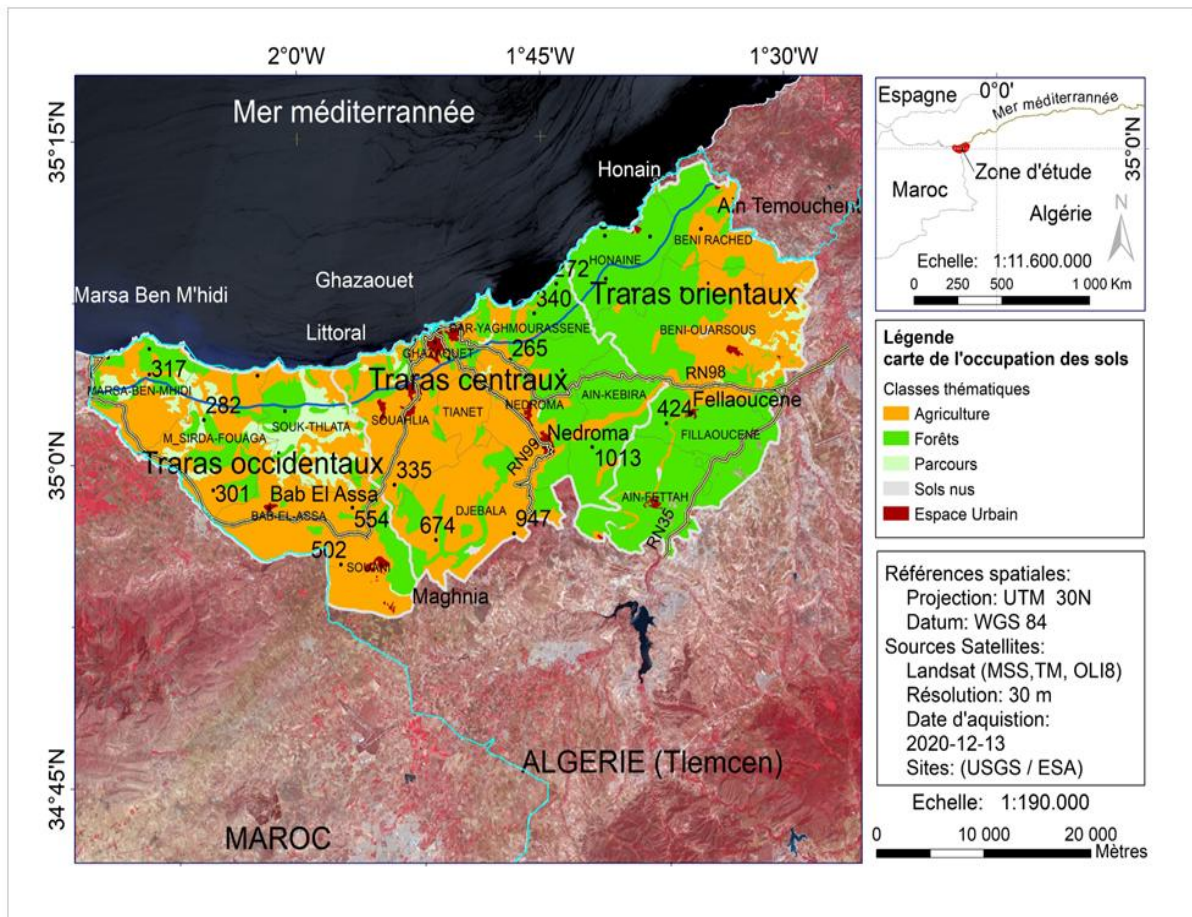 2°0'W
1°45'W
1°30'W
35°15'N
35°0'N
34°45'N
Mer méditerrannée
Honain
Ain Temouchent
BENI RACHED
HONAINE
Ghazaouet
272
Traras orientaux
Marsa Ben M'hidi
340
Littoral
DAR-YAGHMOURASSENE
BENI-OUARSOUS
GHAZAOUET
265
317
RN98
Traras centraux
MARSA-BEN-MHIDI
AIN-KEBIRA
Fellaoucene
282
TIANET
NEDROMA
424
SOUAHLIA
SOUK-THLATA
M_SIRDA-FOUAGA
Nedroma
FILLAOUCENE
Traras occidentaux
1013
RN99
335
301
Bab El Assa
AIN-FETTAH
BAB-EL-ASSA
554
DJEBALA
947
674
RN35
502
SOUANI
Maghnia
ALGERIE (Tlemcen)
MAROC
Espagne
0°0'
Mer méditerrannée
35°0'N
Zone d'étude
Maroc
Algérie
N
Echelle: 1:11.600.000
0 250 500 1 000 Km
Légende
carte de l'occupation des sols
Classes thématiques
Agriculture
Forêts
Parcours
Sols nus
Espace Urbain
Références spatiales:
Projection: UTM 30N
Datum: WGS 84
Sources Satellites:
Landsat (MSS,TM, OLI8)
Résolution: 30 m
Date d'aquistion:
2020-12-13
Sites: (USGS / ESA)
Echelle: 1:190.000
0 10 000 20 000
Mètres